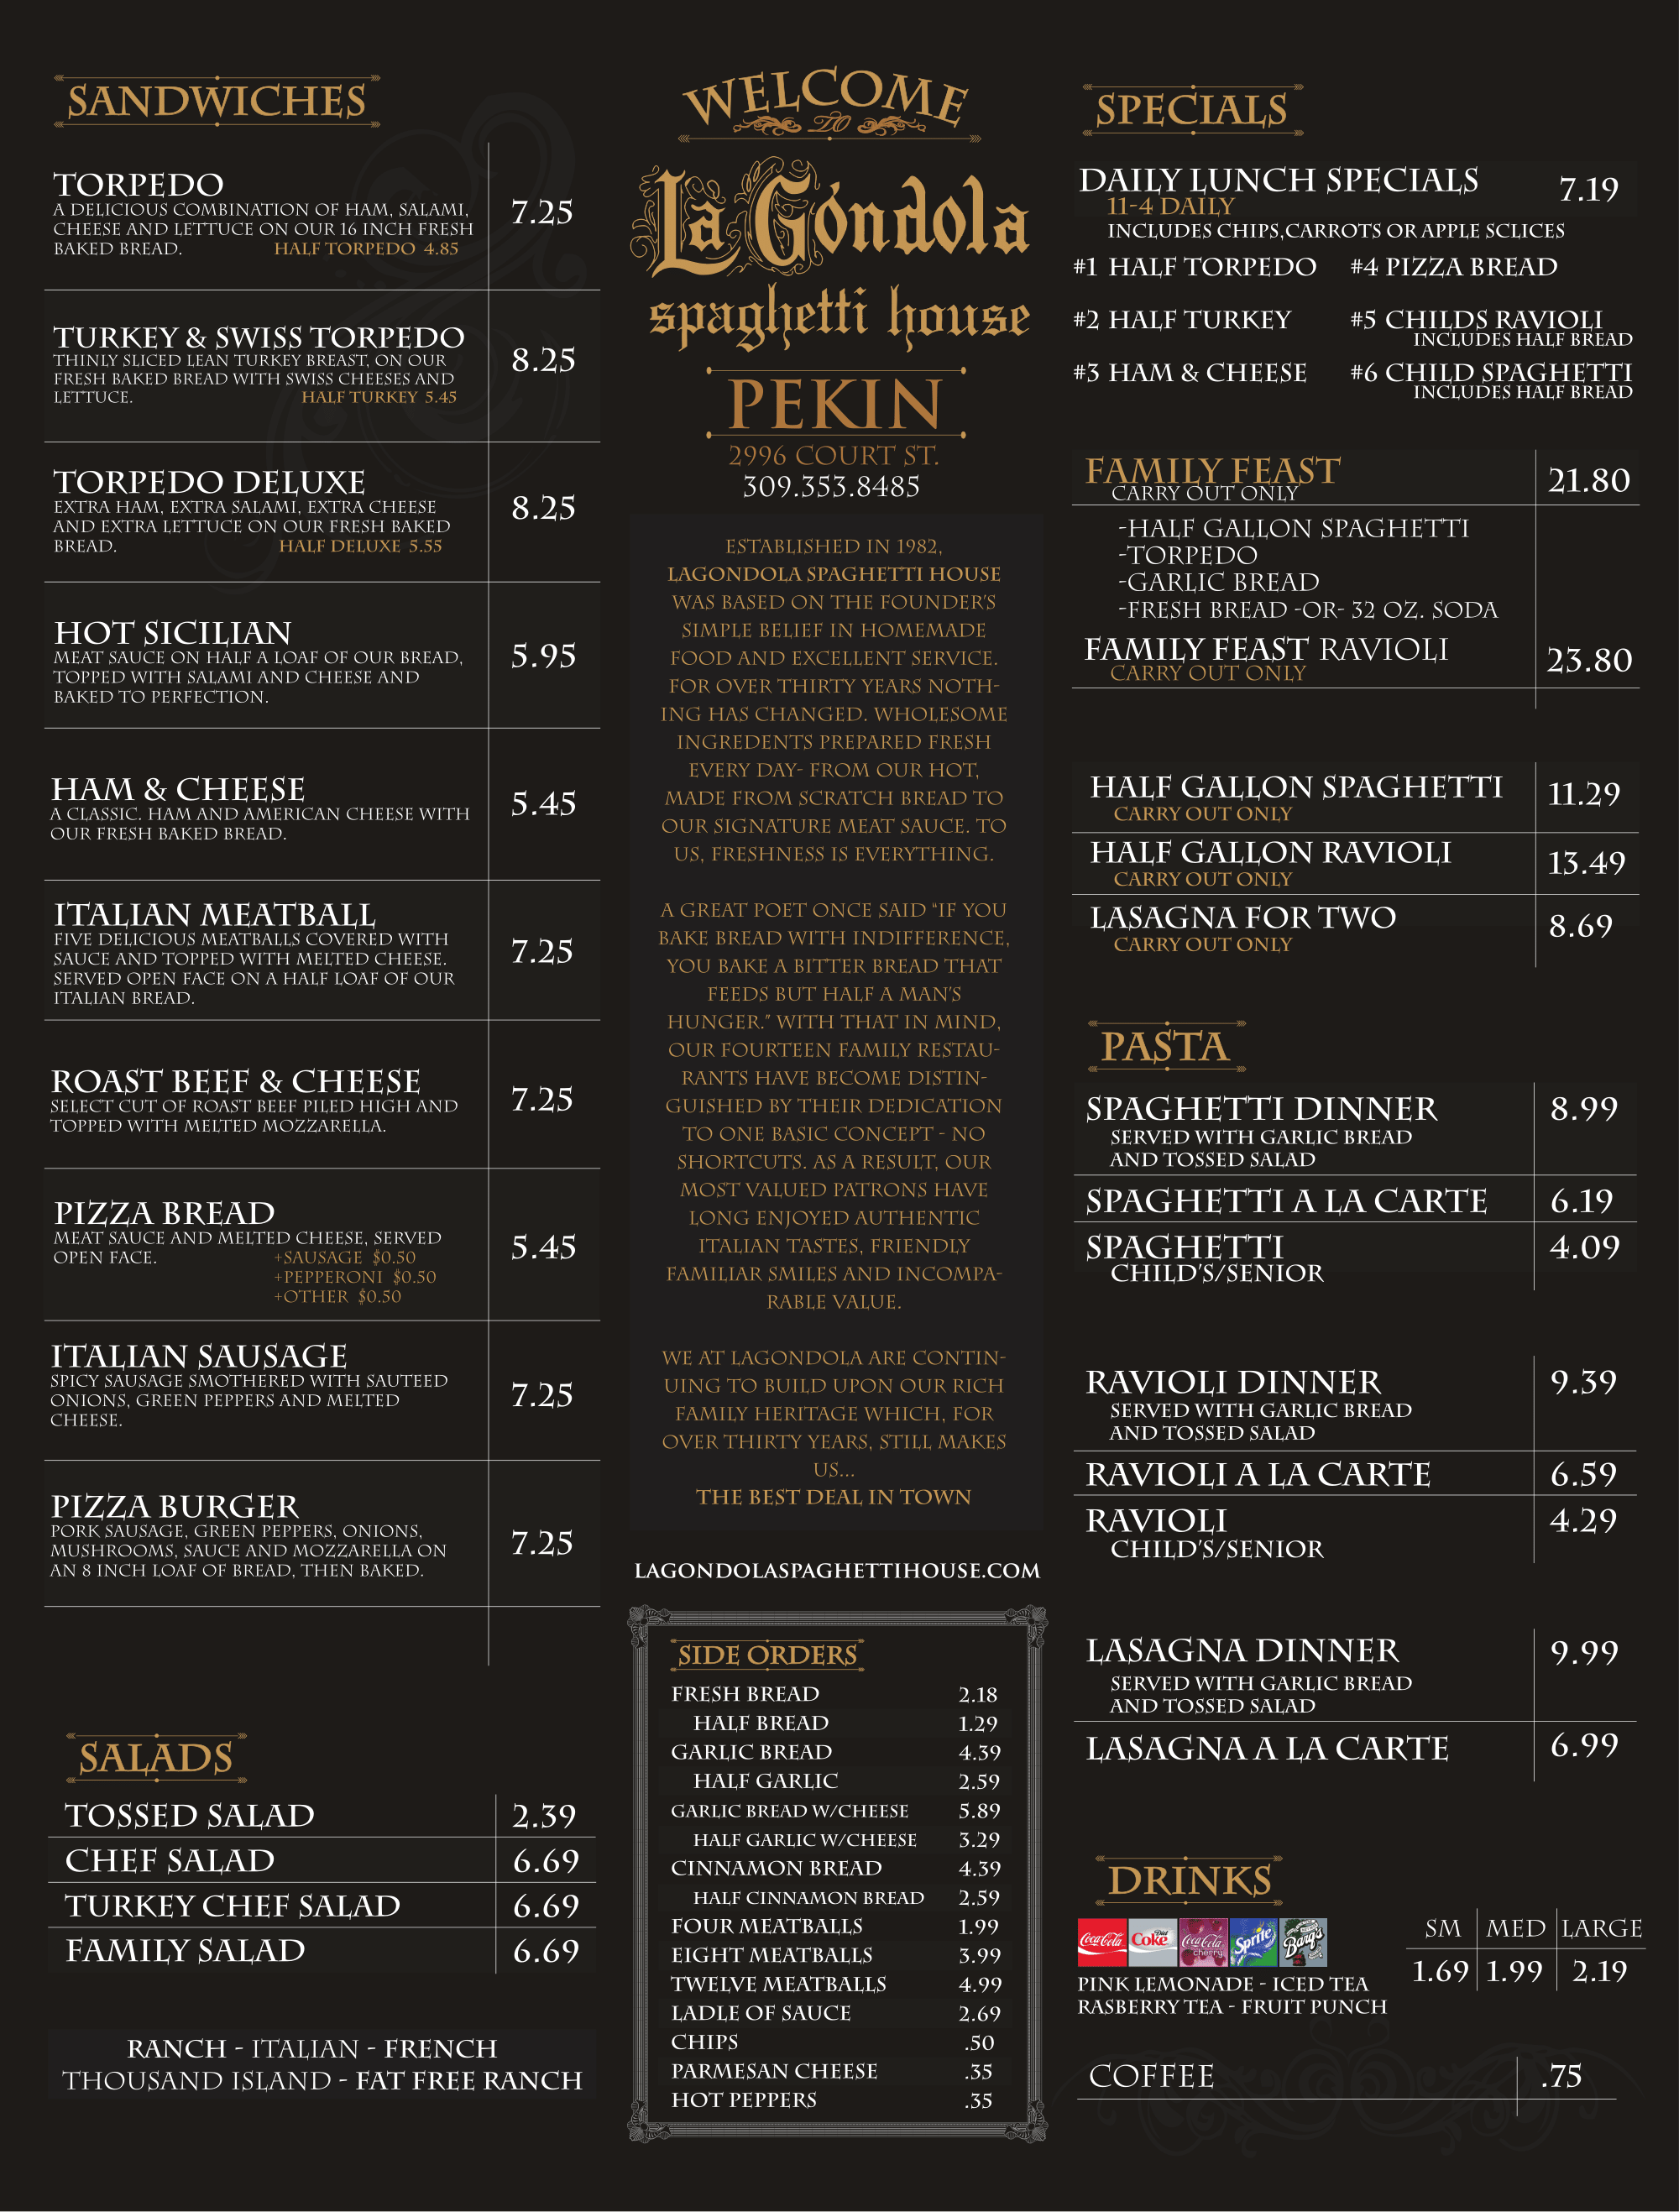 SANDWICHES
TORPEDO
A DELICIOUS COMBINATION OF HAM, SALAMI,
CHEESE AND LETTUCE ON OUR 16 INCH FRESH
BAKED BREAD. HALF TORPEDO 4.85
7.25
TURKEY & SWISS TORPEDO
THINLY SLICED LEAN TURKEY BREAST, ON OUR
FRESH BAKED BREAD WITH SWISS CHEESES AND
LETTUCE. HALF TURKEY 5.45
8.25
TORPEDO DELUXE
EXTRA HAM, EXTRA SALAMI, EXTRA CHEESE
AND EXTRA LETTUCE ON OUR FRESH BAKED
BREAD. HALF DELUXE 5.55
8.25
HOT SICILIAN
MEAT SAUCE ON HALF A LOAF OF OUR BREAD,
TOPPED WITH SALAMI AND CHEESE AND
BAKED TO PERFECTION.
5.95
HAM & CHEESE
A CLASSIC. HAM AND AMERICAN CHEESE WITH
OUR FRESH BAKED BREAD.
5.45
ITALIAN MEATBALL
FIVE DELICIOUS MEATBALLS COVERED WITH
SAUCE AND TOPPED WITH MELTED CHEESE.
SERVED OPEN FACE ON A HALF LOAF OF OUR
ITALIAN BREAD.
7.25
ROAST BEEF & CHEESE
SELECT CUT OF ROAST BEEF PILED HIGH AND
TOPPED WITH MELTED MOZZARELLA.
7.25
PIZZA BREAD
MEAT SAUCE AND MELTED CHEESE, SERVED
OPEN FACE. +SAUSAGE $0.50
+PEPPERONI $0.50
+OTHER $0.50
5.45
ITALIAN SAUSAGE
SPICY SAUSAGE SMOTHERED WITH SAUTEED
ONIONS, GREEN PEPPERS AND MELTED
CHEESE.
7.25
PIZZA BURGER
PORK SAUSAGE, GREEN PEPPERS, ONIONS,
MUSHROOMS, SAUCE AND MOZZARELLA ON
AN 8 INCH LOAF OF BREAD, THEN BAKED.
7.25
SALADS
TOSSED SALAD 2.39
CHEF SALAD 6.69
TURKEY CHEF SALAD 6.69
FAMILY SALAD 6.69
RANCH - ITALIAN - FRENCH
THOUSAND ISLAND - FAT FREE RANCH
WELCOME
TO
La Góndola
spaghetti house
PEKIN
2996 COURT ST.
309.353.8485
ESTABLISHED IN 1982,
LAGONDOLA SPAGHETTI HOUSE
WAS BASED ON THE FOUNDER'S
SIMPLE BELIEF IN HOMEMADE
FOOD AND EXCELLENT SERVICE.
FOR OVER THIRTY YEARS NOTH-
ING HAS CHANGED. WHOLESOME
INGREDENTS PREPARED FRESH
EVERY DAY- FROM OUR HOT,
MADE FROM SCRATCH BREAD TO
OUR SIGNATURE MEAT SAUCE. TO
US, FRESHNESS IS EVERYTHING.
A GREAT POET ONCE SAID "IF YOU
BAKE BREAD WITH INDIFFERENCE,
YOU BAKE A BITTER BREAD THAT
FEEDS BUT HALF A MAN'S
HUNGER." WITH THAT IN MIND,
OUR FOURTEEN FAMILY RESTAU-
RANTS HAVE BECOME DISTIN-
GUISHED BY THEIR DEDICATION
TO ONE BASIC CONCEPT - NO
SHORTCUTS. AS A RESULT, OUR
MOST VALUED PATRONS HAVE
LONG ENJOYED AUTHENTIC
ITALIAN TASTES, FRIENDLY
FAMILIAR SMILES AND INCOMPA-
RABLE VALUE.
WE AT LAGONDOLA ARE CONTIN-
UING TO BUILD UPON OUR RICH
FAMILY HERITAGE WHICH, FOR
OVER THIRTY YEARS, STILL MAKES
US...
THE BEST DEAL IN TOWN
LAGONDOLASPAGHETTIHOUSE.COM
SIDE ORDERS
FRESH BREAD 2.18
HALF BREAD 1.29
GARLIC BREAD 4.39
HALF GARLIC 2.59
GARLIC BREAD W/CHEESE 5.89
HALF GARLIC W/CHEESE 3.29
CINNAMON BREAD 4.39
HALF CINNAMON BREAD 2.59
FOUR MEATBALLS 1.99
EIGHT MEATBALLS 3.99
TWELVE MEATBALLS 4.99
LADLE OF SAUCE 2.69
CHIPS .50
PARMESAN CHEESE .35
HOT PEPPERS .35
SPECIALS
DAILY LUNCH SPECIALS 7.19
11-4 DAILY
INCLUDES CHIPS,CARROTS OR APPLE SCLICES
#1 HALF TORPEDO #4 PIZZA BREAD
#2 HALF TURKEY #5 CHILDS RAVIOLI
INCLUDES HALF BREAD
#3 HAM & CHEESE #6 CHILD SPAGHETTI
INCLUDES HALF BREAD
FAMILY FEAST 21.80
CARRY OUT ONLY
-HALF GALLON SPAGHETTI
-TORPEDO
-GARLIC BREAD
-FRESH BREAD -OR- 32 OZ. SODA
FAMILY FEAST RAVIOLI 23.80
CARRY OUT ONLY
HALF GALLON SPAGHETTI 11.29
CARRY OUT ONLY
HALF GALLON RAVIOLI 13.49
CARRY OUT ONLY
LASAGNA FOR TWO 8.69
CARRY OUT ONLY
PASTA
SPAGHETTI DINNER 8.99
SERVED WITH GARLIC BREAD
AND TOSSED SALAD
SPAGHETTI A LA CARTE 6.19
SPAGHETTI 4.09
CHILD'S/SENIOR
RAVIOLI DINNER 9.39
SERVED WITH GARLIC BREAD
AND TOSSED SALAD
RAVIOLI A LA CARTE 6.59
RAVIOLI 4.29
CHILD'S/SENIOR
LASAGNA DINNER 9.99
SERVED WITH GARLIC BREAD
AND TOSSED SALAD
LASAGNA A LA CARTE 6.99
DRINKS
SM MED LARGE
Coca-Cola Diet Coke Coca-Cola cherry Sprite Barq's
1.69 1.99 2.19
PINK LEMONADE - ICED TEA
RASBERRY TEA - FRUIT PUNCH
COFFEE .75